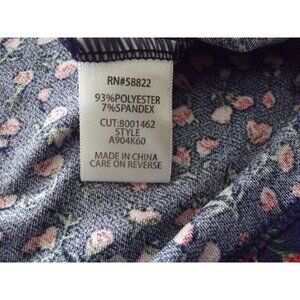 RN#58822
93%POLYESTER
7%SPANDEX
CUT:8001462
STYLE
A904K60
MADE IN CHINA
CARE ON REVERSE